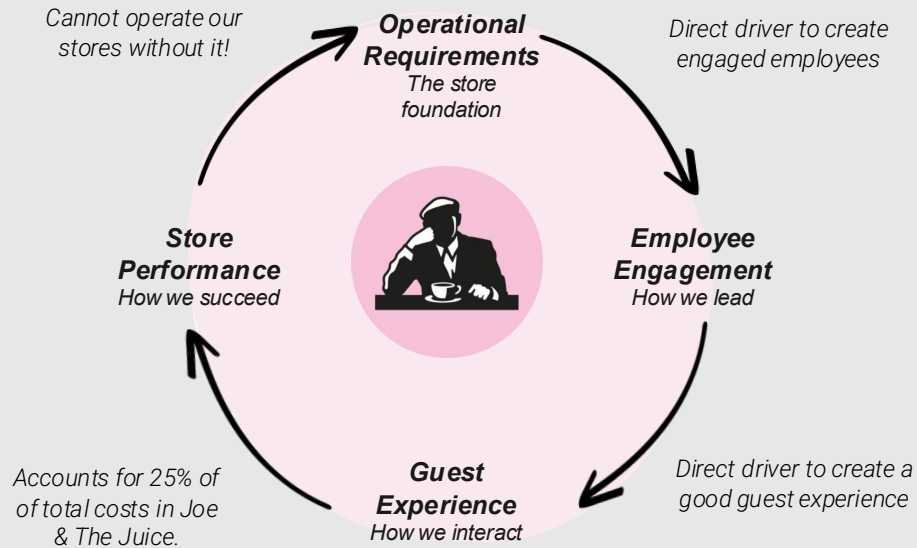 Cannot operate our
stores without it!
Operational
Requirements
The store
foundation
Direct driver to create
engaged employees
Store
Performance
How we succeed
Employee
Engagement
How we lead
Accounts for 25% of
of total costs in Joe
& The Juice.
Guest
Experience
How we interact
Direct driver to create a
good guest experience